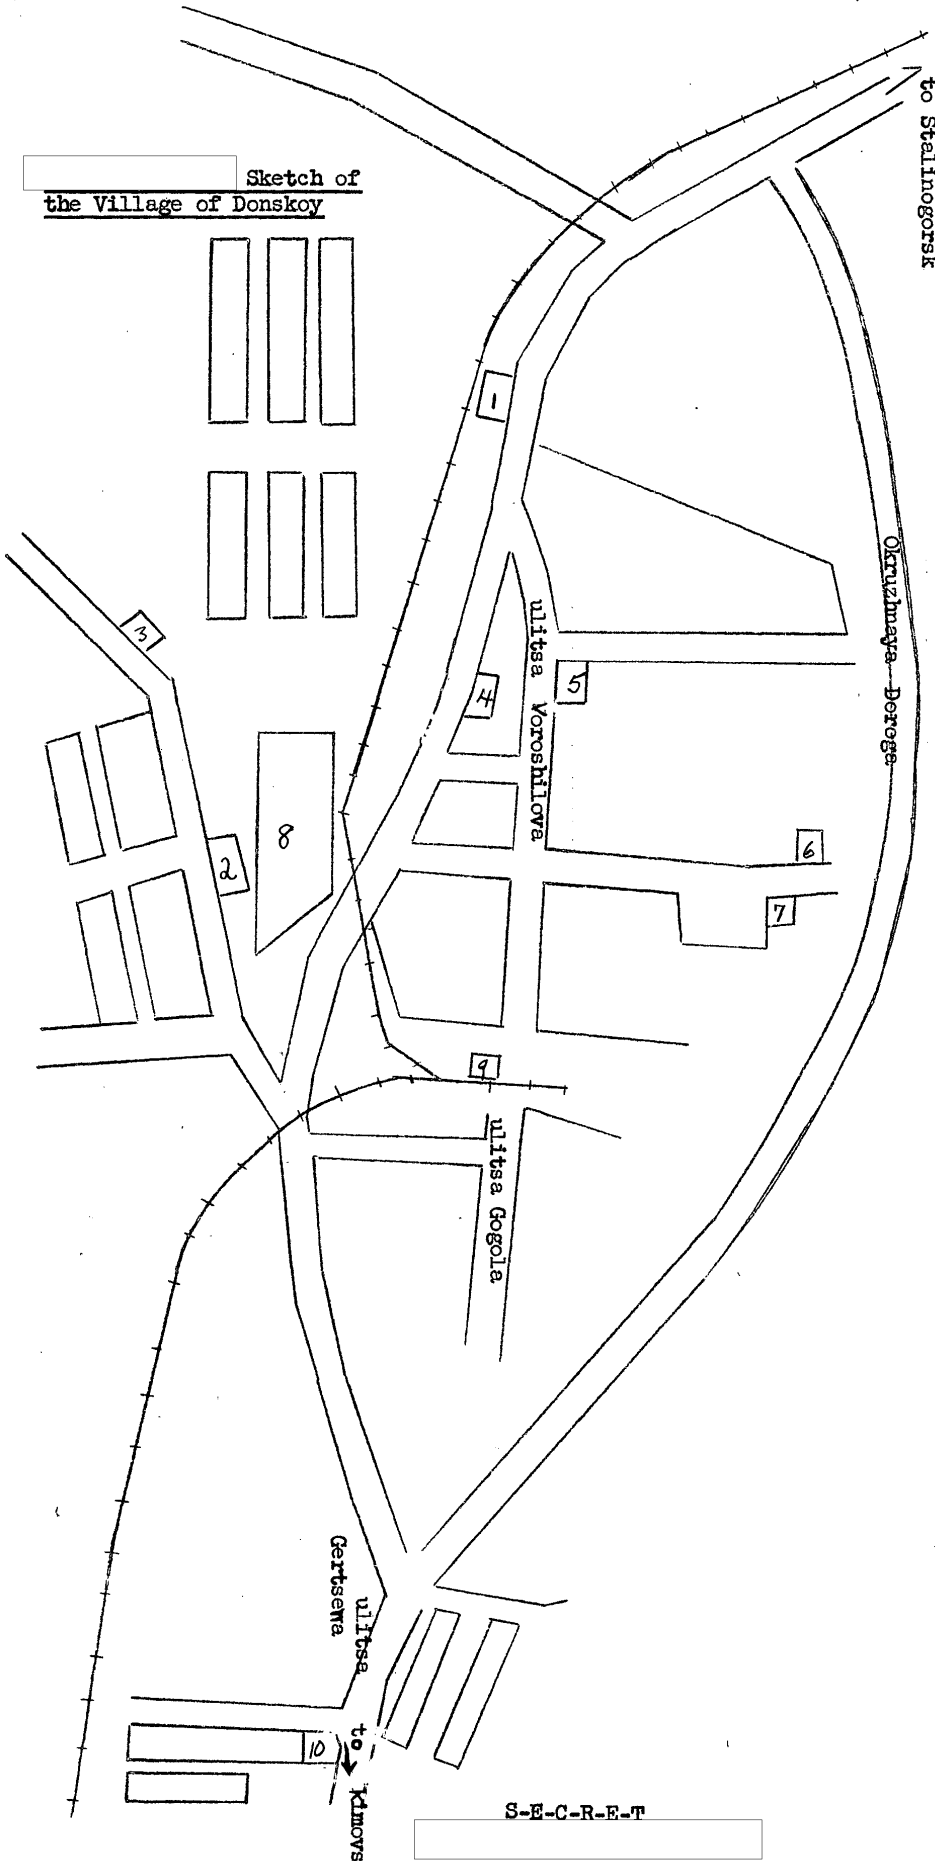 to Stalinogorsk
Sketch of
the Village of Donskoy
1
Okruzhnaya Doroga
ulitsa Voroshilova
3
4
5
8
2
6
7
9
ulitsa Gogola
ulitsa
Gertsena
10
to kimovs
S-E-C-R-E-T